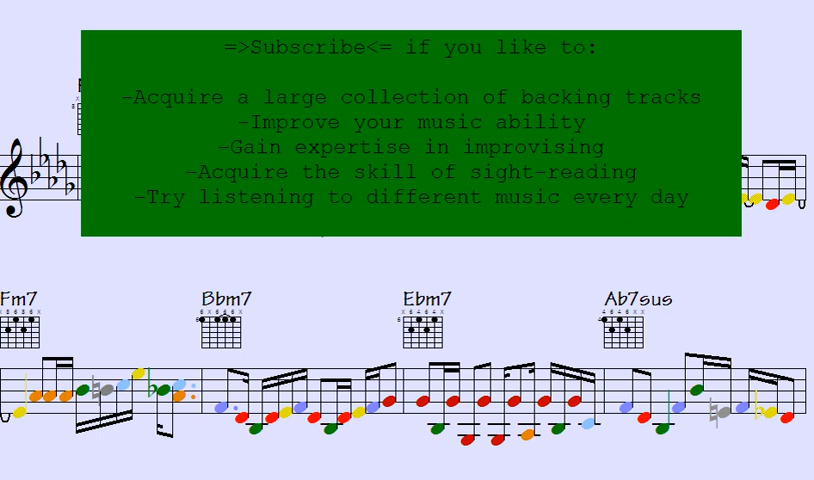 =>Subscribe<= if you like to:
-Acquire a large collection of backing tracks
-Improve your music ability
-Gain expertise in improvising
-Acquire the skill of sight-reading
-Try listening to different music every day
Fm7 Bbm7 Ebm7 Ab7sus